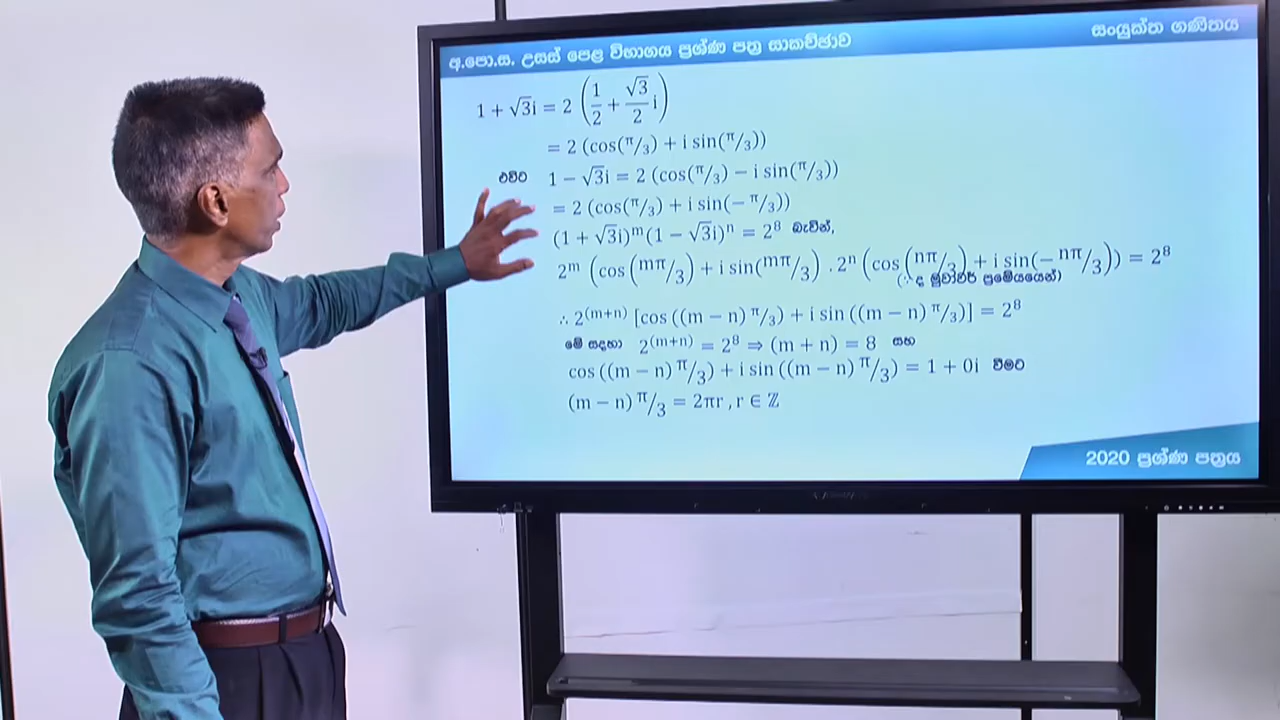 අ.පො.ස. උසස් පෙළ විභාගය ප්‍රශ්ණ පත්‍ර සාකච්ඡාව
සංයුක්ත ගණිතය
1 + √3i = 2 (1/2 + √3/2 i)
= 2 (cos(π/3) + i sin(π/3))
එවිට 1 − √3i = 2 (cos(π/3) − i sin(π/3))
= 2 (cos(π/3) + i sin(− π/3))
(1 + √3i)^m(1 − √3i)^n = 2^8 බැවින්,
2^m (cos(mπ/3) + i sin(mπ/3) . 2^n (cos(nπ/3) + i sin(− nπ/3)) = 2^8
(∵ ද මුවාවර් ප්‍රමේයයෙන්)
∴ 2^(m+n) [cos ((m − n) π/3) + i sin ((m − n) π/3)] = 2^8
මේ සඳහා 2^(m+n) = 2^8 ⇒ (m + n) = 8 සහ
cos ((m − n) π/3) + i sin ((m − n) π/3) = 1 + 0i වීමට
(m − n) π/3 = 2πr , r ∈ ℤ
2020 ප්‍රශ්ණ පත්‍රය